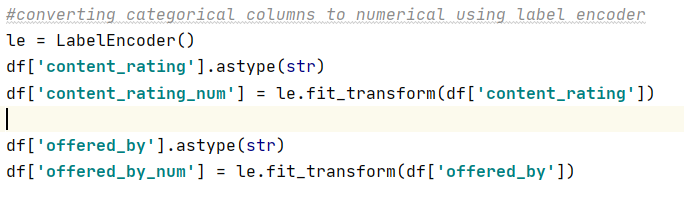 #converting categorical columns to numerical using label encoder
le = LabelEncoder()
df['content_rating'].astype(str)
df['content_rating_num'] = le.fit_transform(df['content_rating'])
df['offered_by'].astype(str)
df['offered_by_num'] = le.fit_transform(df['offered_by'])